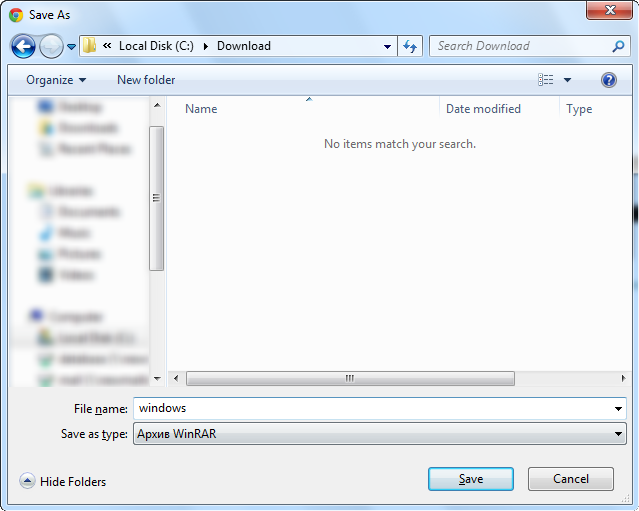 Save As
« Local Disk (C:) Download
Search Download
Organize
New folder
Name
Date modified
Type
No items match your search.
Desktop
Downloads
Recent Places
Libraries
Documents
Music
Pictures
Videos
Computer
Local Disk (C:)
File name: windows
Save as type: Архив WinRAR
Hide Folders
Save
Cancel